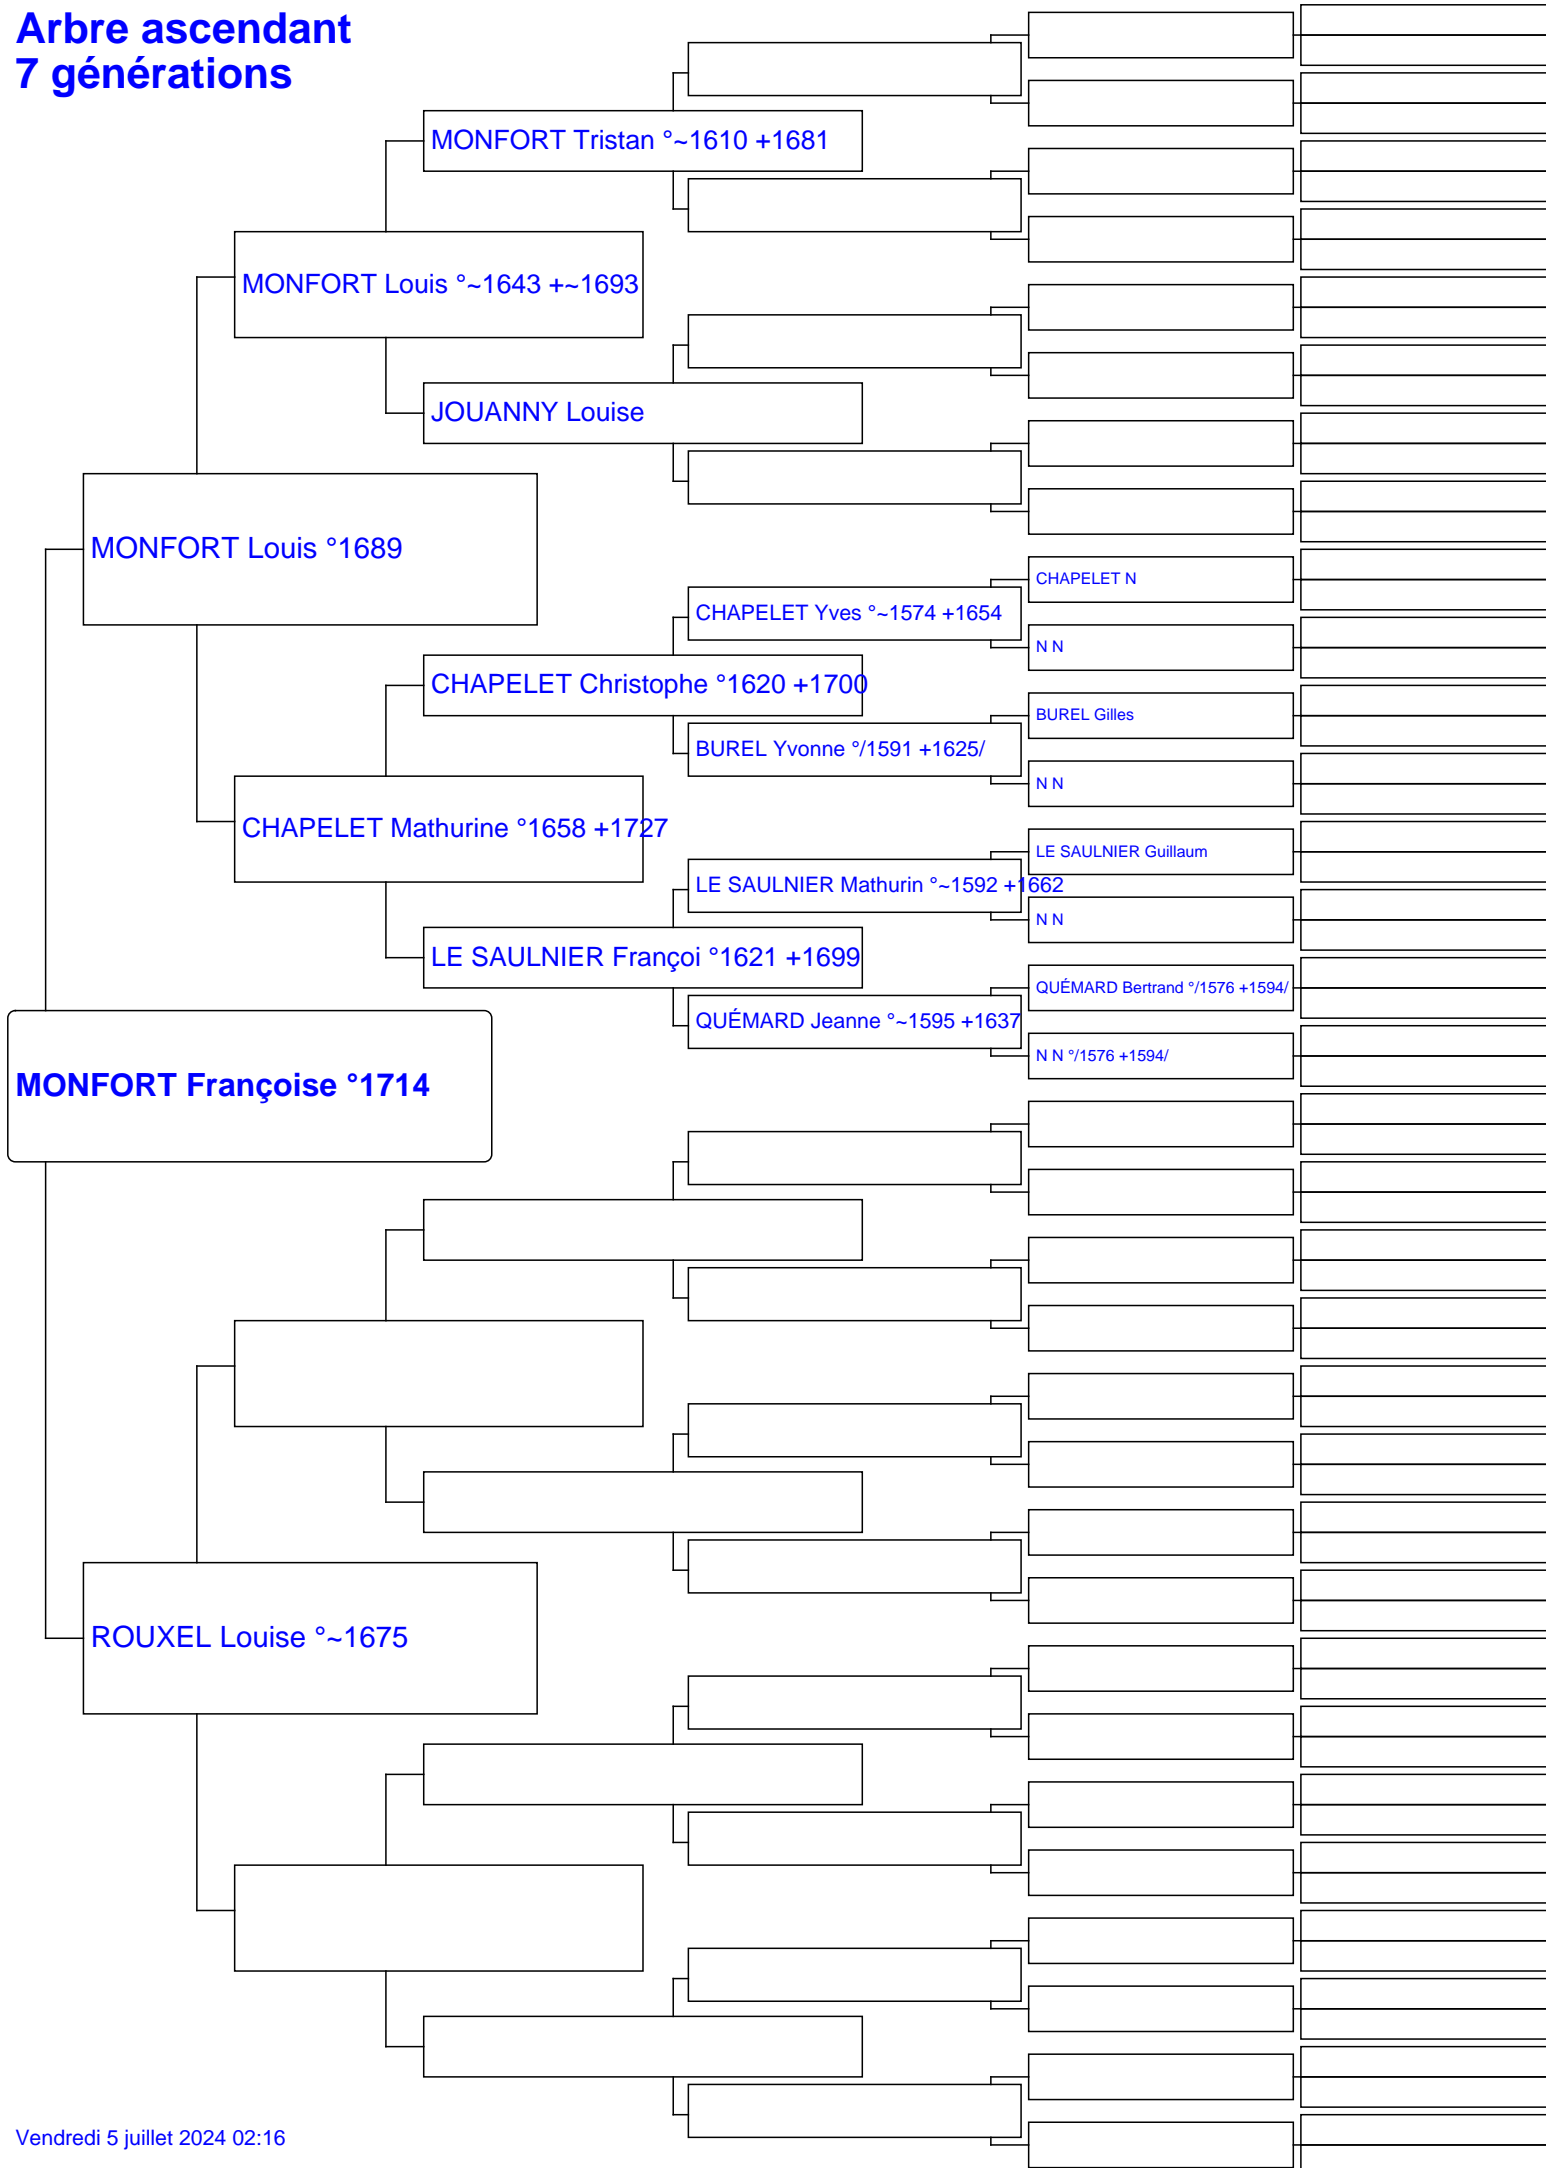 Arbre ascendant
7 générations
MONFORT Tristan °~1610 +1681
MONFORT Louis °~1643 +~1693
JOUANNY Louise
MONFORT Louis °1689
CHAPELET N
CHAPELET Yves °~1574 +1654
N N
CHAPELET Christophe °1620 +1700
BUREL Gilles
BUREL Yvonne °/1591 +1625/
N N
CHAPELET Mathurine °1658 +1727
LE SAULNIER Guillaum
LE SAULNIER Mathurin °~1592 +1662
N N
LE SAULNIER Françoi °1621 +1699
QUÉMARD Bertrand °/1576 +1594/
QUÉMARD Jeanne °~1595 +1637
N N °/1576 +1594/
MONFORT Françoise °1714
ROUXEL Louise °~1675
Vendredi 5 juillet 2024 02:16